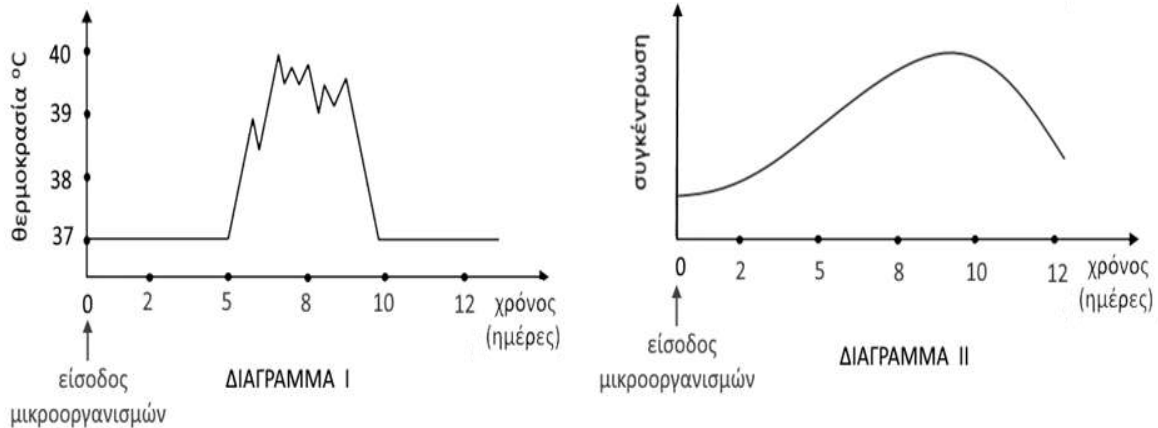 θερμοκρασία °C
40
39
38
37
0 2 5 8 10 12 χρόνος
(ημέρες)
είσοδος
μικροοργανισμών
ΔΙΑΓΡΑΜΜΑ Ι
συγκέντρωση
0 2 5 8 10 12 χρόνος
(ημέρες)
είσοδος
μικροοργανισμών
ΔΙΑΓΡΑΜΜΑ ΙΙ